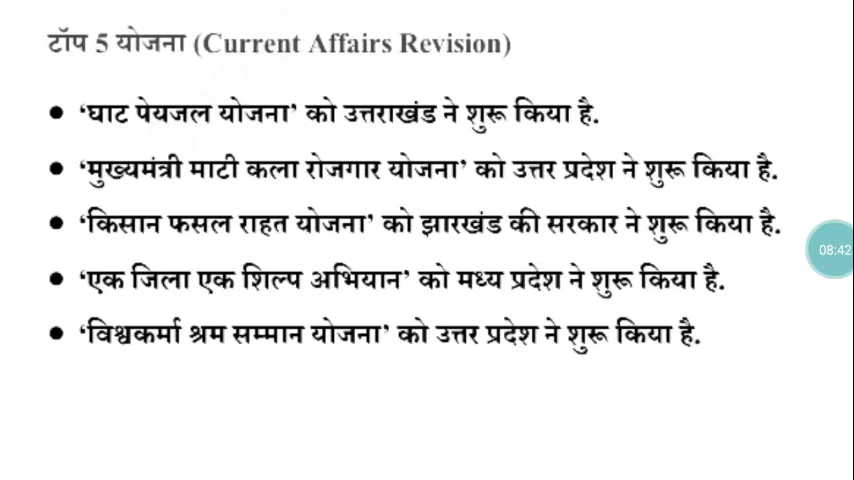 टॉप 5 योजना (Current Affairs Revision)
• ‘घाट पेयजल योजना’ को उत्तराखंड ने शुरू किया है.
• ‘मुख्यमंत्री माटी कला रोजगार योजना’ को उत्तर प्रदेश ने शुरू किया है.
• ‘किसान फसल राहत योजना’ को झारखंड की सरकार ने शुरू किया है.
08:42
• ‘एक जिला एक शिल्प अभियान’ को मध्य प्रदेश ने शुरू किया है.
• ‘विश्वकर्मा श्रम सम्मान योजना’ को उत्तर प्रदेश ने शुरू किया है.